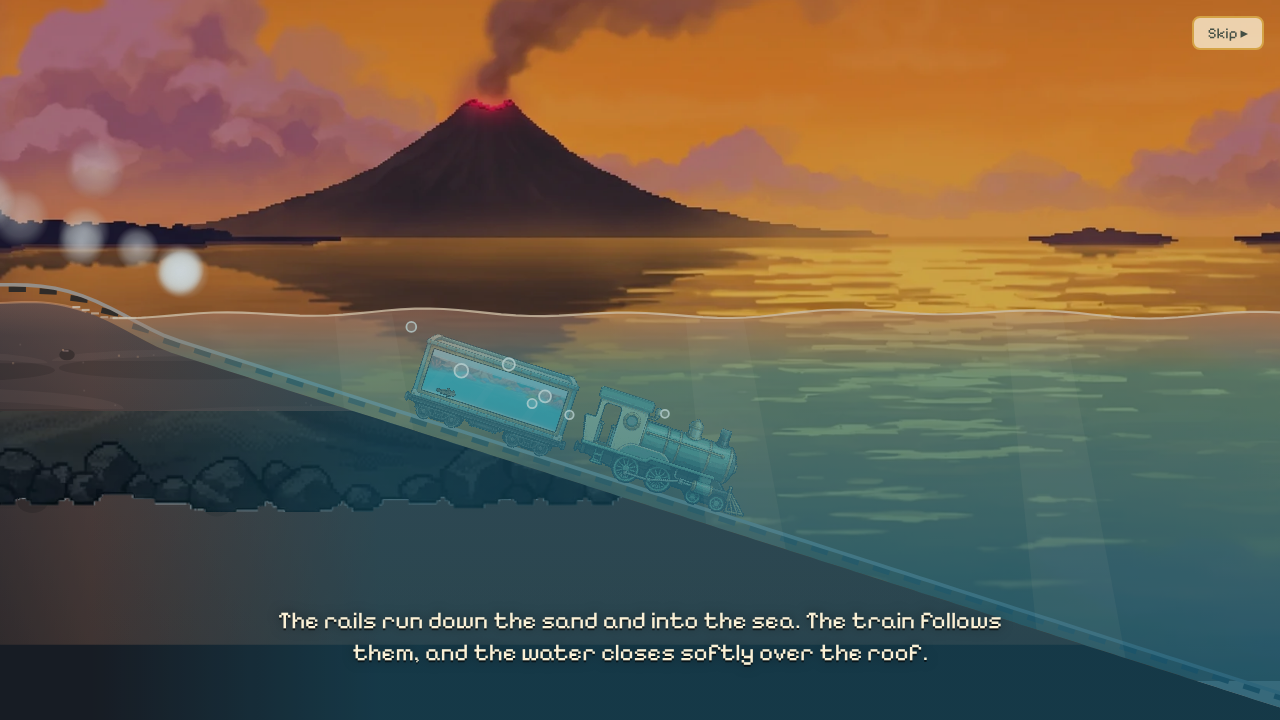 Skip ▸
The rails run down the sand and into the sea. The train follows
them, and the water closes softly over the roof.